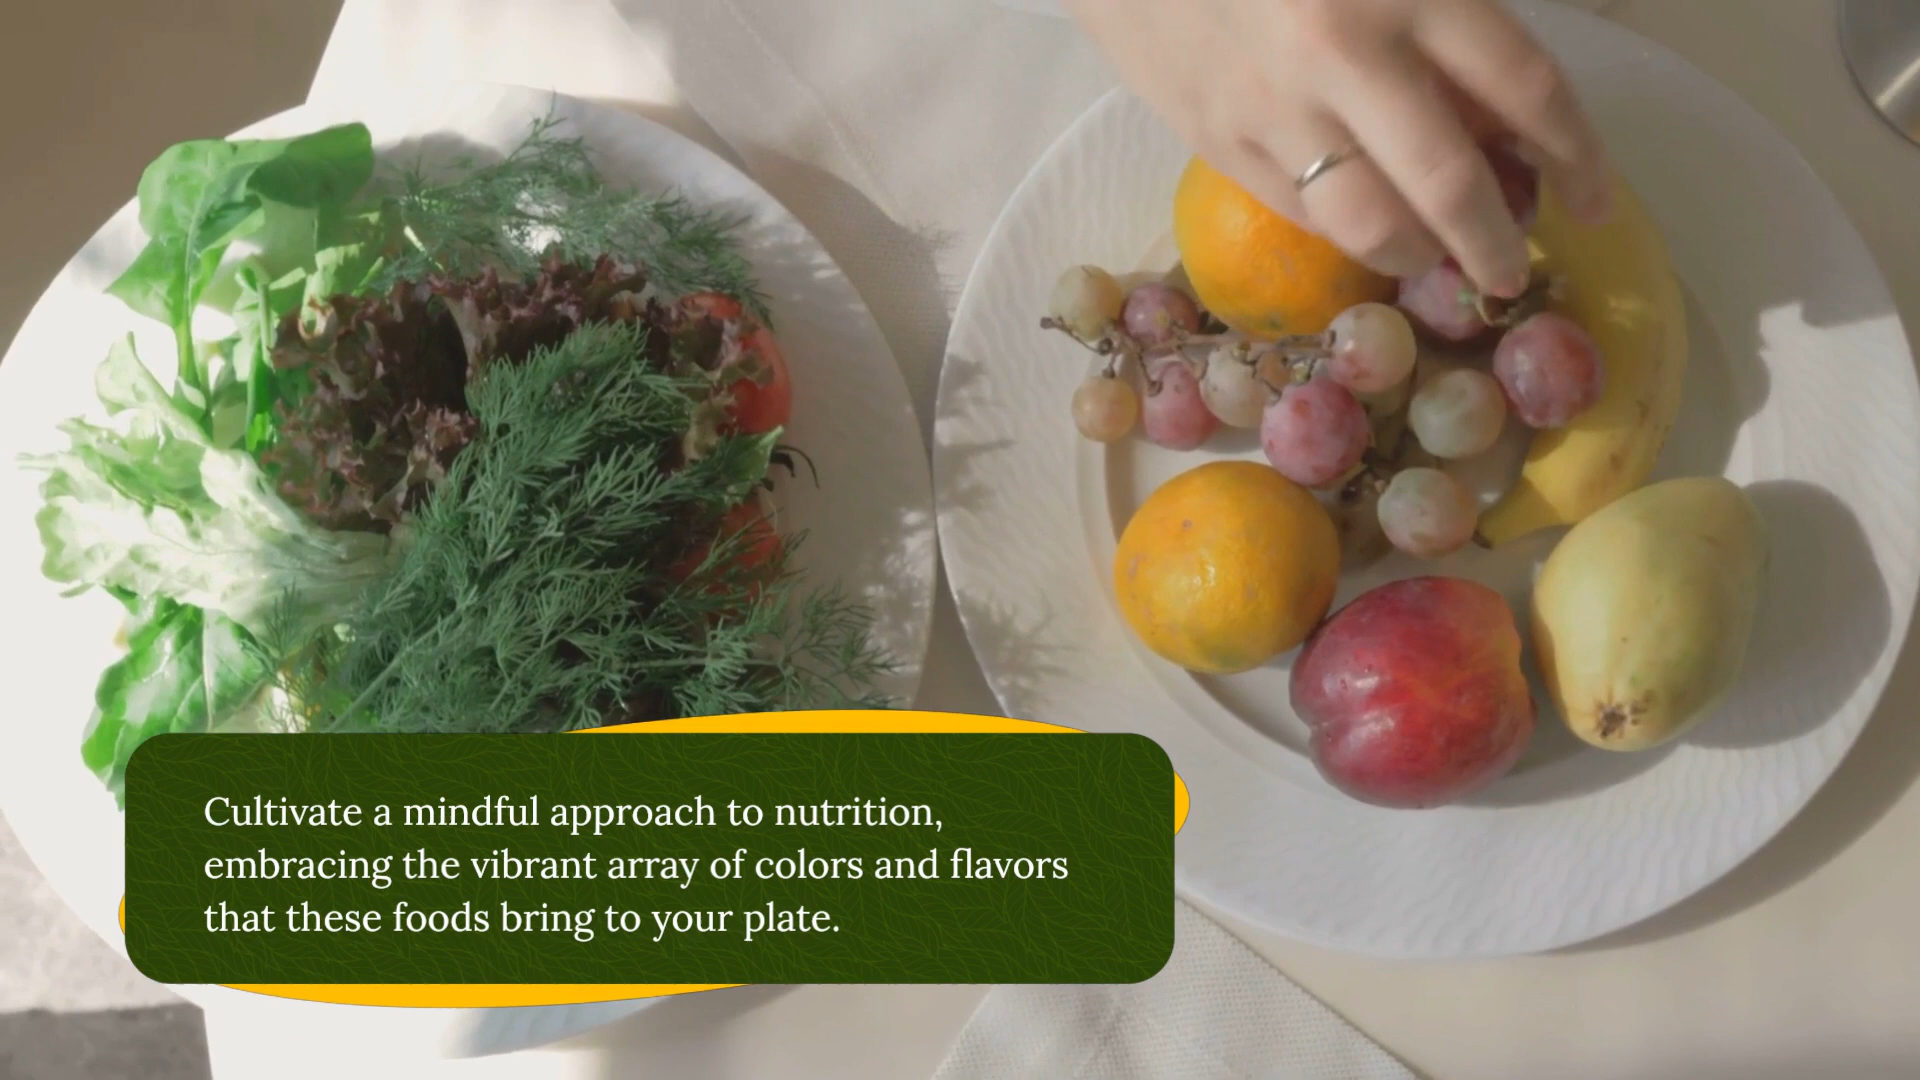 Cultivate a mindful approach to nutrition,
embracing the vibrant array of colors and flavors
that these foods bring to your plate.